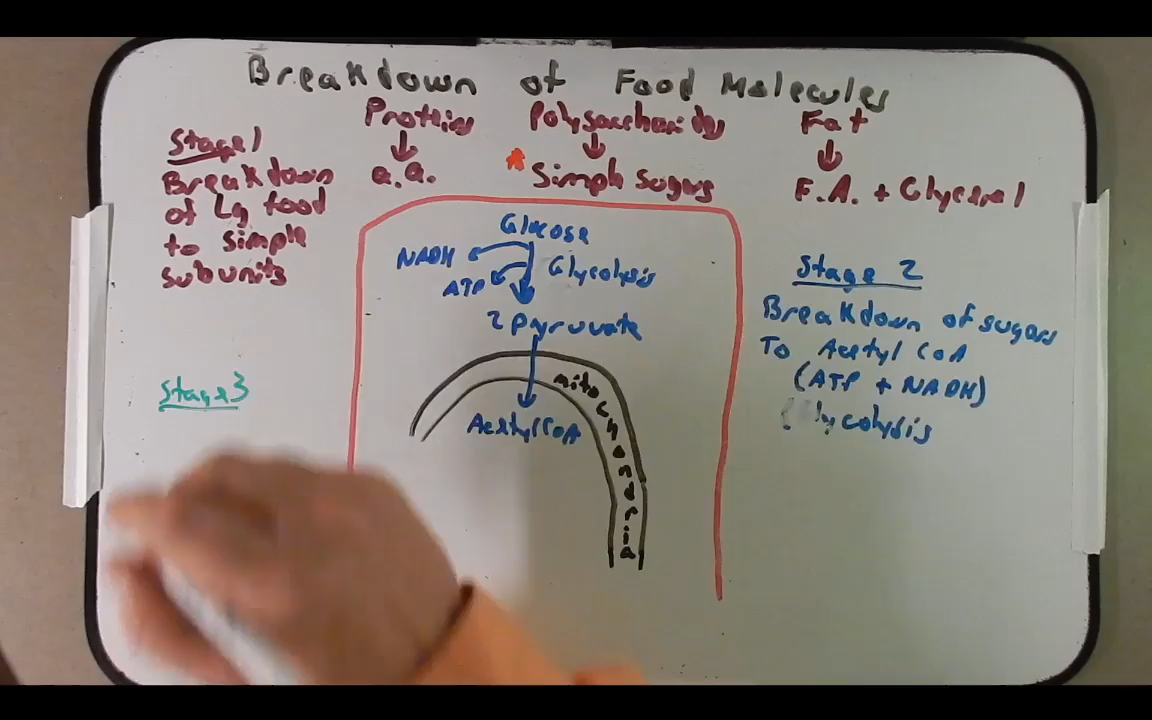 Breakdown of Food Molecules
Stage 1
Breakdown
of Lg food
to simple
subunits
Proteins
a.a.
Polysaccharids
* Simple sugars
Fat
F.A. + Glycerol
Glucose
NADH
ATP
Glycolysis
2 Pyruvate
mitochondria
Acetyl CoA
Stage 2
Breakdown of sugars
To Acetyl CoA
(ATP + NADH)
Glycolysis
Stage 3